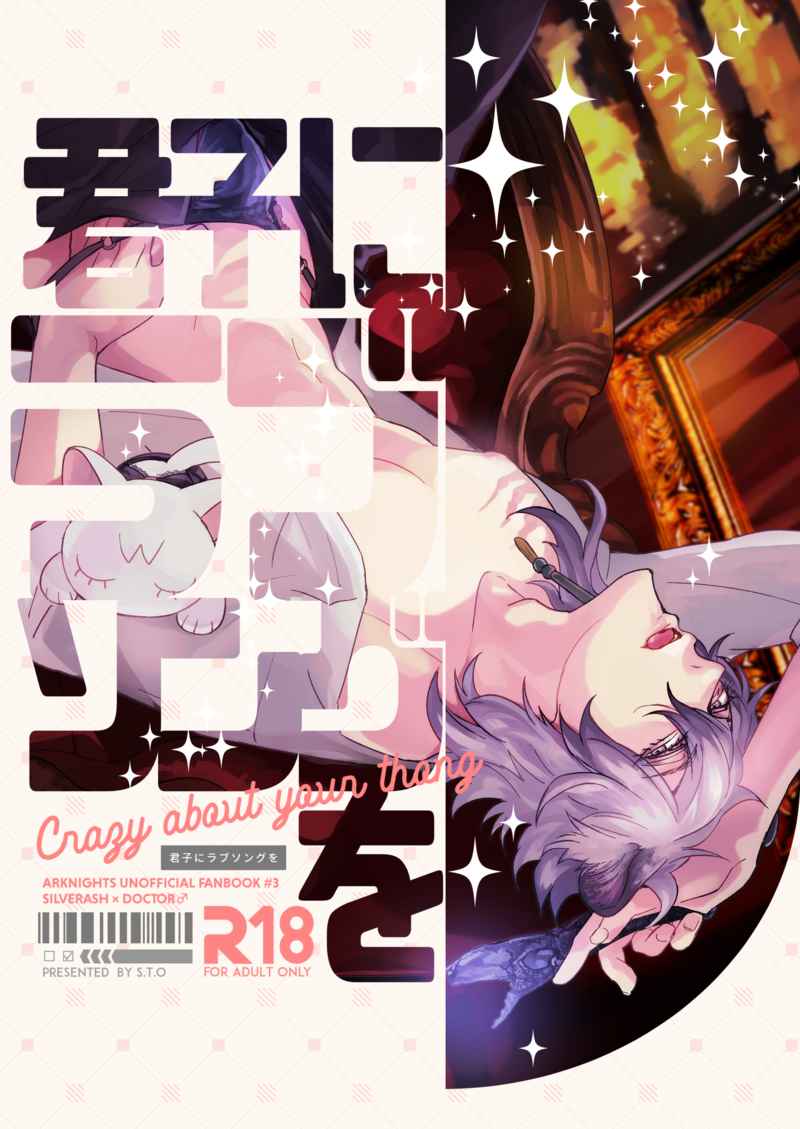 君子に
ラブ
ソング
を
Crazy about your thong
君子にラブソングを
ARKNIGHTS UNOFFICIAL FANBOOK #3
SILVERASH × DOCTOR♂
R18
PRESENTED BY S.T.O
FOR ADULT ONLY